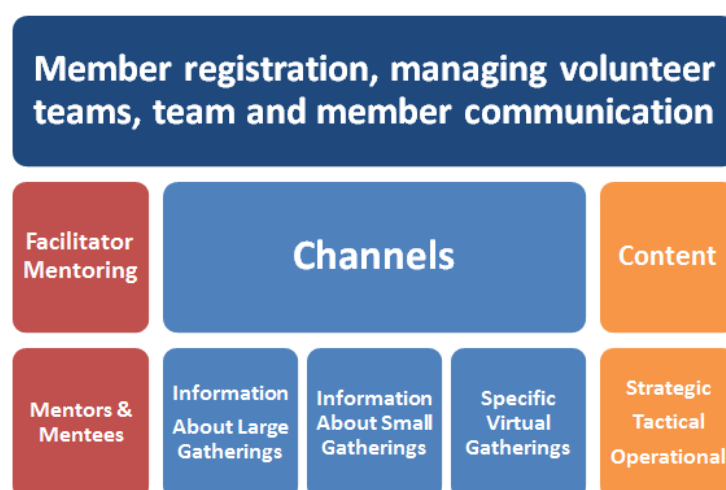 Member registration, managing volunteer
teams, team and member communication
Facilitator
Mentoring
Channels
Content
Mentors &
Mentees
Information
About Large
Gatherings
Information
About Small
Gatherings
Specific
Virtual
Gatherings
Strategic
Tactical
Operational